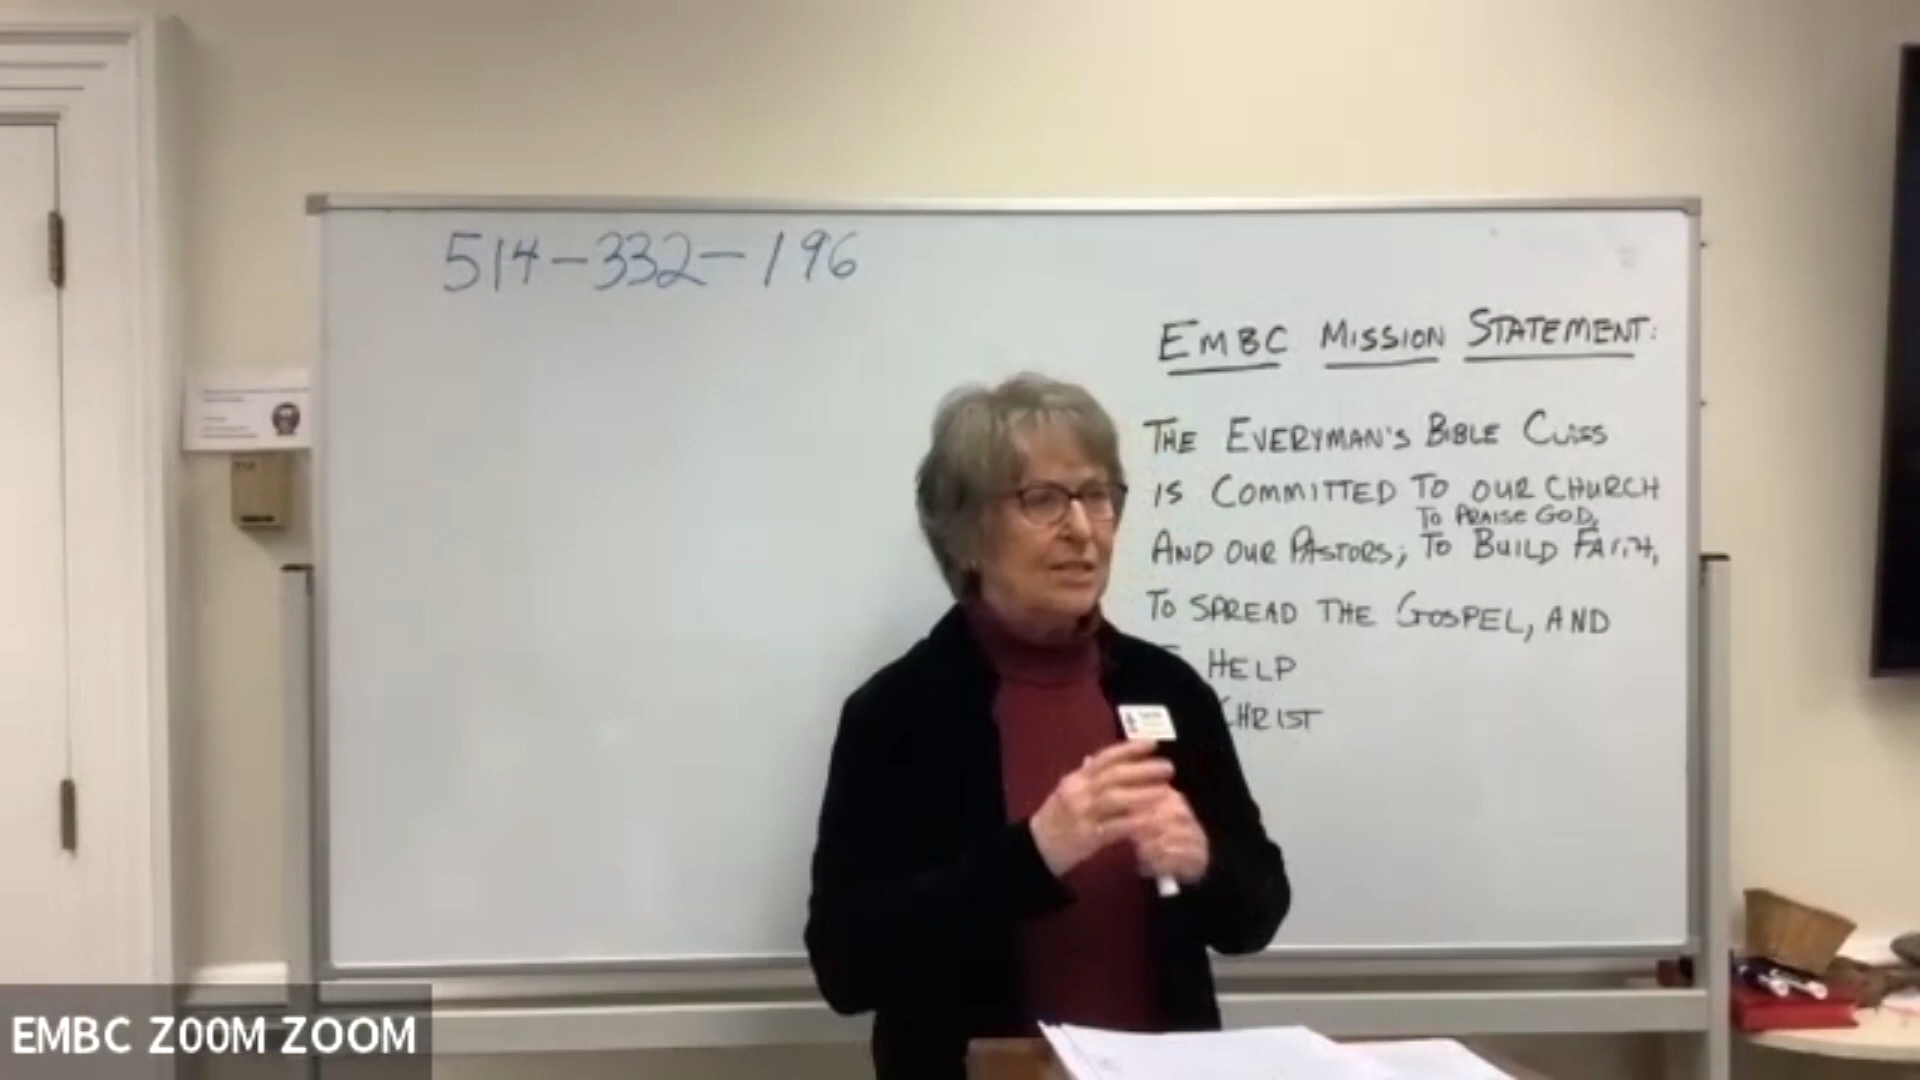 514-332-196
EMBC MISSION STATEMENT:
THE EVERYMAN'S BIBLE CLASS
IS COMMITTED TO OUR CHURCH
TO PRAISE GOD,
AND OUR PASTORS; TO BUILD FAITH,
TO SPREAD THE GOSPEL, AND
HELP
CHRIST
EMBC ZOOM ZOOM